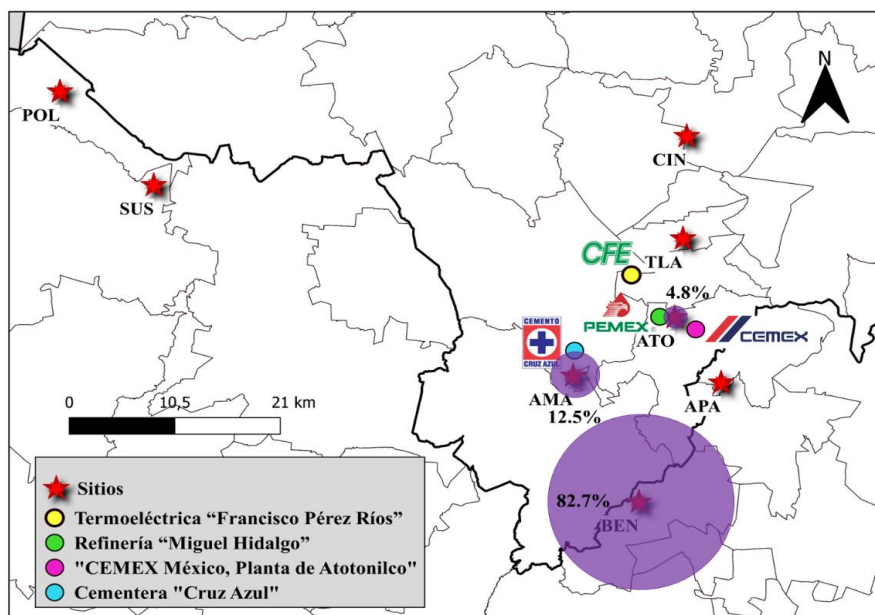 N
POL
CIN
SUS
CFE
TLA
4.8%
PEMEX®
CEMENTO
CRUZ AZUL
ATO
CEMEX
AMA
APA
12.5%
0 10,5 21 km
82.7%
BEN
Sitios
Termoeléctrica “Francisco Pérez Ríos”
Refinería “Miguel Hidalgo”
"CEMEX México, Planta de Atotonilco"
Cementera "Cruz Azul"